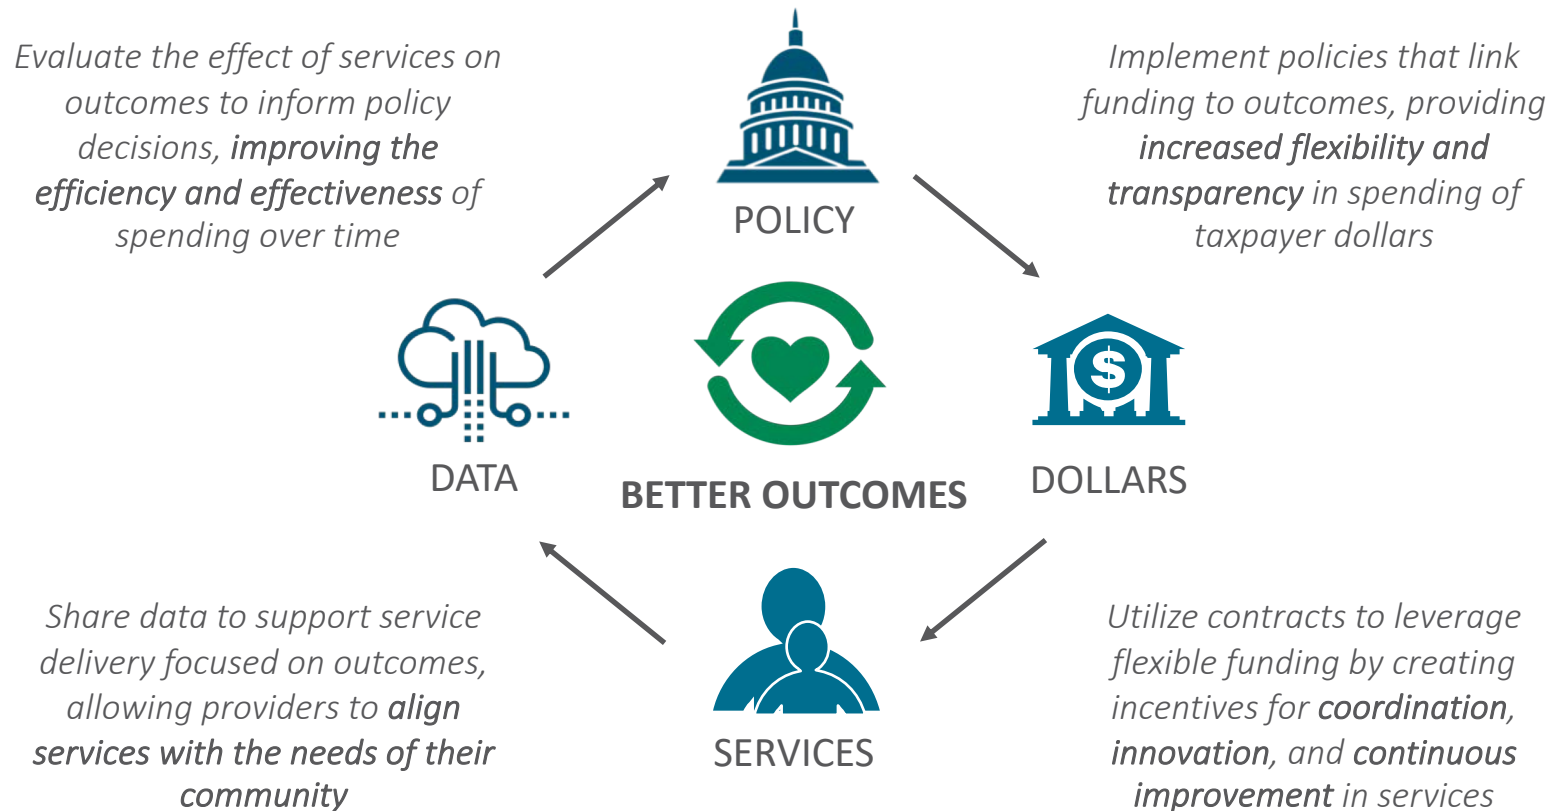 Evaluate the effect of services on
outcomes to inform policy
decisions, improving the
efficiency and effectiveness of
spending over time
POLICY
Implement policies that link
funding to outcomes, providing
increased flexibility and
transparency in spending of
taxpayer dollars
DATA
BETTER OUTCOMES
$
DOLLARS
Share data to support service
delivery focused on outcomes,
allowing providers to align
services with the needs of their
community
SERVICES
Utilize contracts to leverage
flexible funding by creating
incentives for coordination,
innovation, and continuous
improvement in services